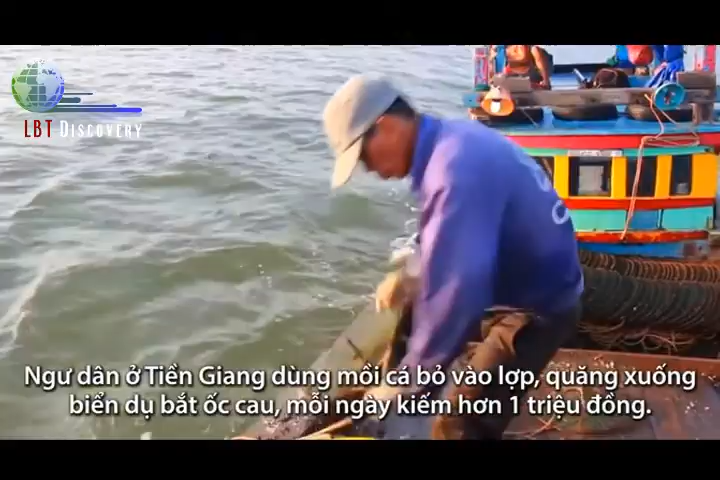 LBT DISCOVERY
Ngư dân ở Tiền Giang dùng mồi cá bỏ vào lợp, quăng xuống
biển dụ bắt ốc cau, mỗi ngày kiếm hơn 1 triệu đồng.